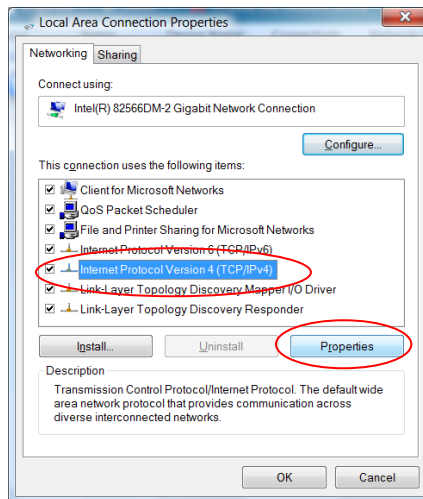 Local Area Connection Properties
Networking
Sharing
Connect using:
Intel(R) 82566DM-2 Gigabit Network Connection
Configure...
This connection uses the following items:
Client for Microsoft Networks
QoS Packet Scheduler
File and Printer Sharing for Microsoft Networks
Internet Protocol Version 6 (TCP/IPv6)
Internet Protocol Version 4 (TCP/IPv4)
Link-Layer Topology Discovery Mapper I/O Driver
Link-Layer Topology Discovery Responder
Install...
Uninstall
Properties
Description
Transmission Control Protocol/Internet Protocol. The default wide
area network protocol that provides communication across
diverse interconnected networks.
OK
Cancel